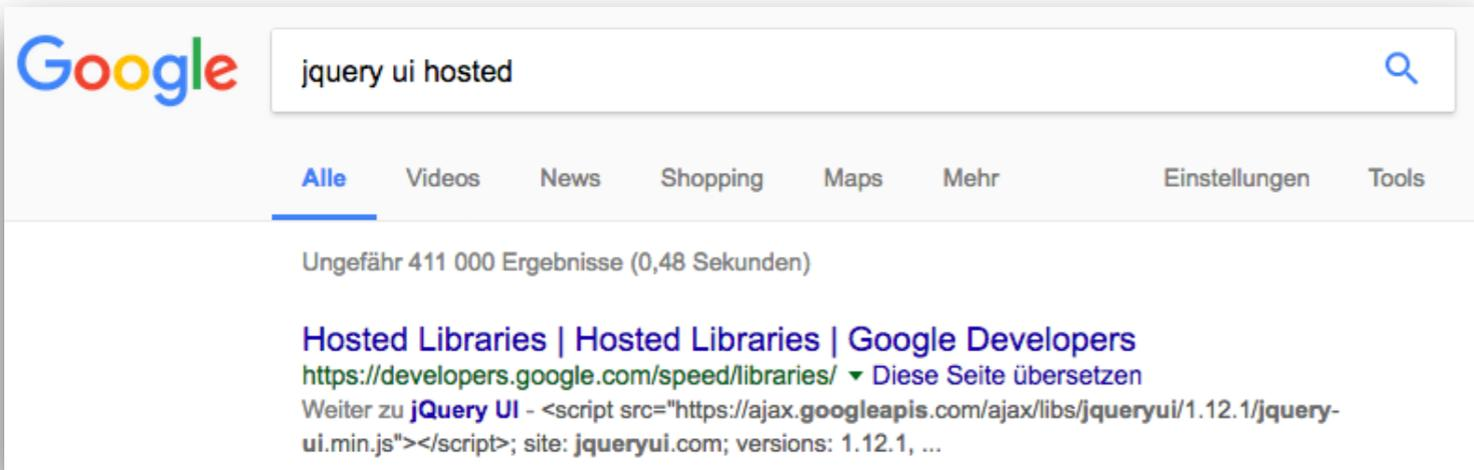 Google
jquery ui hosted
Alle Videos News Shopping Maps Mehr Einstellungen Tools
Ungefähr 411 000 Ergebnisse (0,48 Sekunden)
Hosted Libraries | Hosted Libraries | Google Developers
https://developers.google.com/speed/libraries/ ▼ Diese Seite übersetzen
Weiter zu jQuery UI - <script src="https://ajax.googleapis.com/ajax/libs/jqueryui/1.12.1/jquery-
ui.min.js"></script>; site: jqueryui.com; versions: 1.12.1, ...